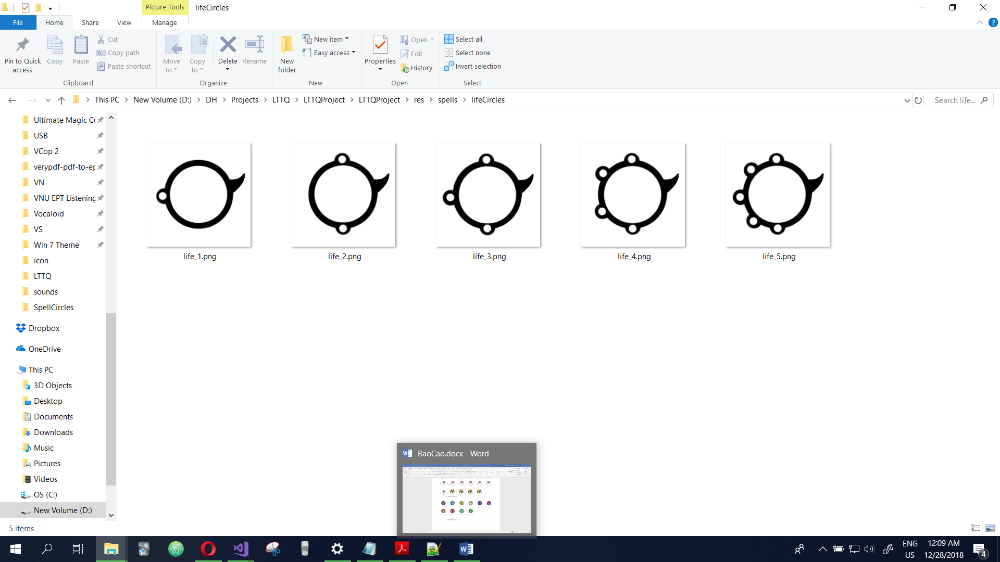 Picture Tools
lifeCircles
File
Home
Share
View
Manage
Pin to Quick
access
Copy
Paste
Cut
Copy path
Paste shortcut
Clipboard
Move
to
Copy
to
Delete
Rename
Organize
New
folder
New item
Easy access
New
Properties
Open
Edit
History
Open
Select all
Select none
Invert selection
Select
This PC
New Volume (D:)
DH
Projects
LTTQ
LTTQProject
LTTQProject
res
spells
lifeCircles
Search life...
Ultimate Magic Cu
USB
VCop 2
verypdf-pdf-to-ep
VN
VNU EPT Listening
Vocaloid
VS
Win 7 Theme
icon
LTTQ
sounds
SpellCircles
Dropbox
OneDrive
This PC
3D Objects
Desktop
Documents
Downloads
Music
Pictures
Videos
OS (C:)
New Volume (D:)
life_1.png
life_2.png
life_3.png
life_4.png
life_5.png
BaoCao.docx - Word
5 items
ENG
US
12:09 AM
12/28/2018
4